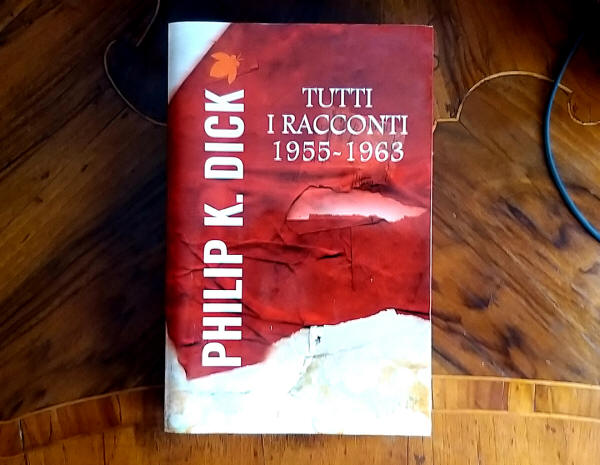 PHILIP K. DICK
TUTTI
I RACCONTI
1955-1963